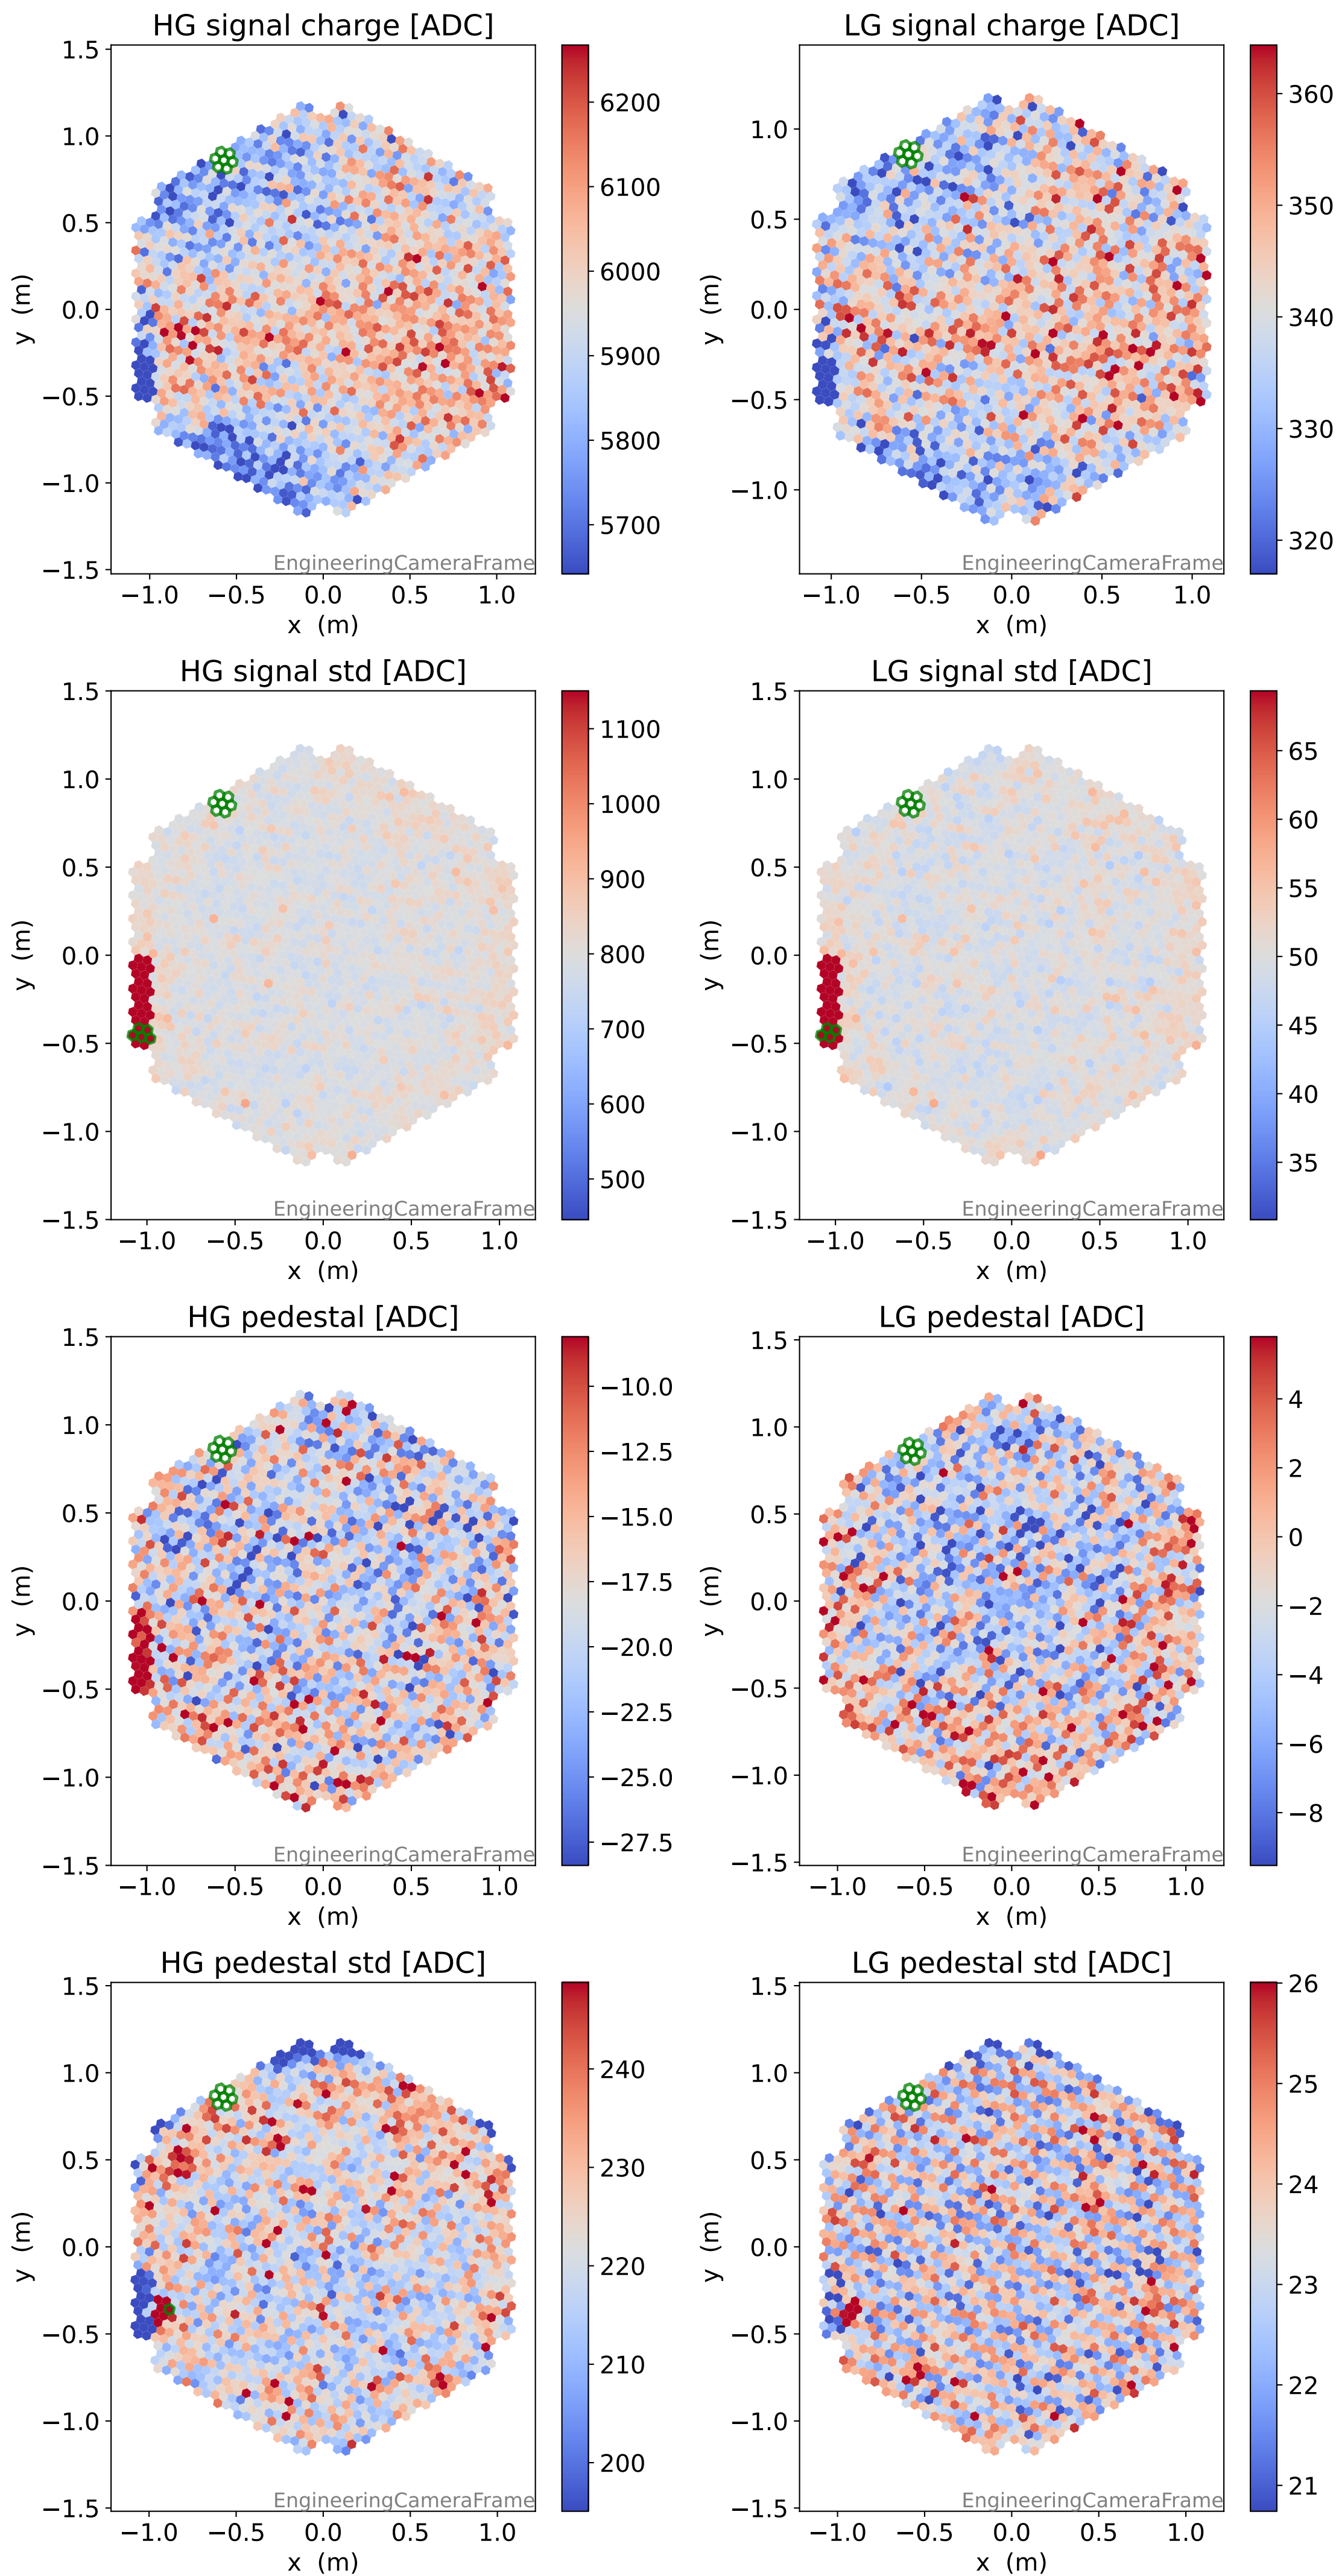 HG signal charge [ADC]
1.5
1.0
0.5
0.0
−0.5
−1.0
−1.5
y (m)
−1.0 −0.5 0.0 0.5 1.0
x (m)
EngineeringCameraFrame
6200
6100
6000
5900
5800
5700
LG signal charge [ADC]
1.0
0.5
0.0
−0.5
−1.0
y (m)
−1.0 −0.5 0.0 0.5 1.0
x (m)
EngineeringCameraFrame
360
350
340
330
320
HG signal std [ADC]
1.5
1.0
0.5
0.0
−0.5
−1.0
−1.5
y (m)
−1.0 −0.5 0.0 0.5 1.0
x (m)
EngineeringCameraFrame
1100
1000
900
800
700
600
500
LG signal std [ADC]
1.5
1.0
0.5
0.0
−0.5
−1.0
−1.5
y (m)
−1.0 −0.5 0.0 0.5 1.0
x (m)
EngineeringCameraFrame
65
60
55
50
45
40
35
HG pedestal [ADC]
1.5
1.0
0.5
0.0
−0.5
−1.0
−1.5
y (m)
−1.0 −0.5 0.0 0.5 1.0
x (m)
EngineeringCameraFrame
−10.0
−12.5
−15.0
−17.5
−20.0
−22.5
−25.0
−27.5
LG pedestal [ADC]
1.5
1.0
0.5
0.0
−0.5
−1.0
−1.5
y (m)
−1.0 −0.5 0.0 0.5 1.0
x (m)
EngineeringCameraFrame
4
2
0
−2
−4
−6
−8
HG pedestal std [ADC]
1.5
1.0
0.5
0.0
−0.5
−1.0
−1.5
y (m)
−1.0 −0.5 0.0 0.5 1.0
x (m)
EngineeringCameraFrame
240
230
220
210
200
LG pedestal std [ADC]
1.5
1.0
0.5
0.0
−0.5
−1.0
−1.5
y (m)
−1.0 −0.5 0.0 0.5 1.0
x (m)
EngineeringCameraFrame
26
25
24
23
22
21